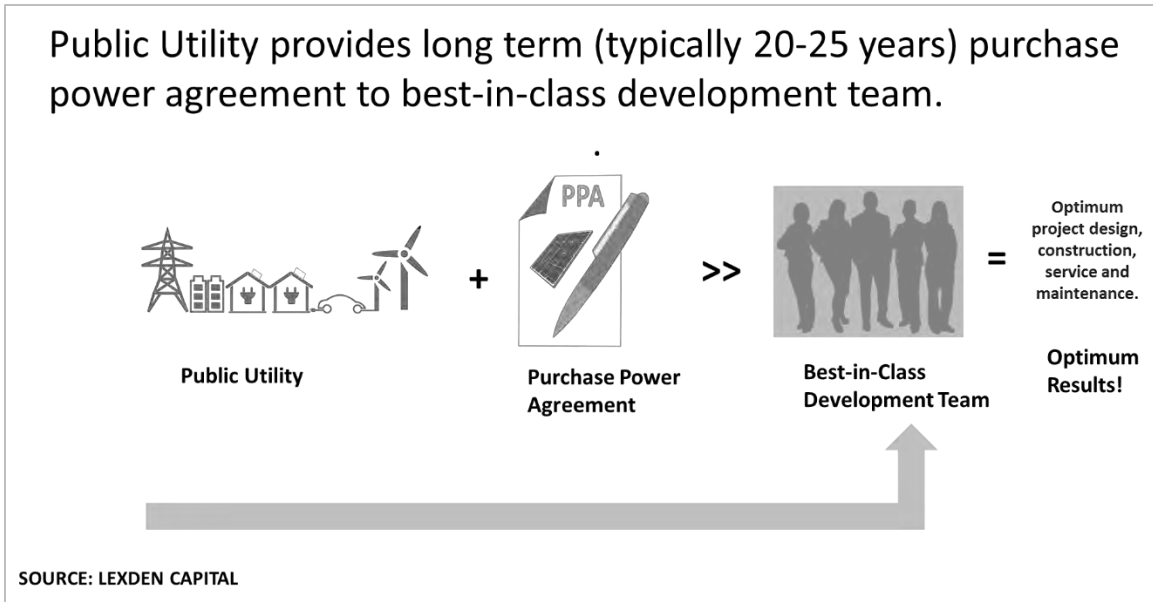 Public Utility provides long term (typically 20-25 years) purchase
power agreement to best-in-class development team.
.
PPA
+
>>
=
Optimum
project design,
construction,
service and
maintenance.
Public Utility
Purchase Power
Agreement
Best-in-Class
Development Team
Optimum
Results!
SOURCE: LEXDEN CAPITAL